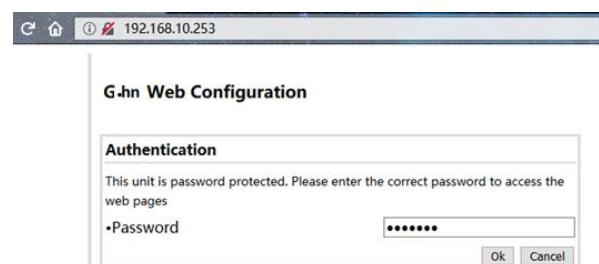 192.168.10.253
G.hn Web Configuration
Authentication
This unit is password protected. Please enter the correct password to access the
web pages
•Password •••••••
Ok Cancel